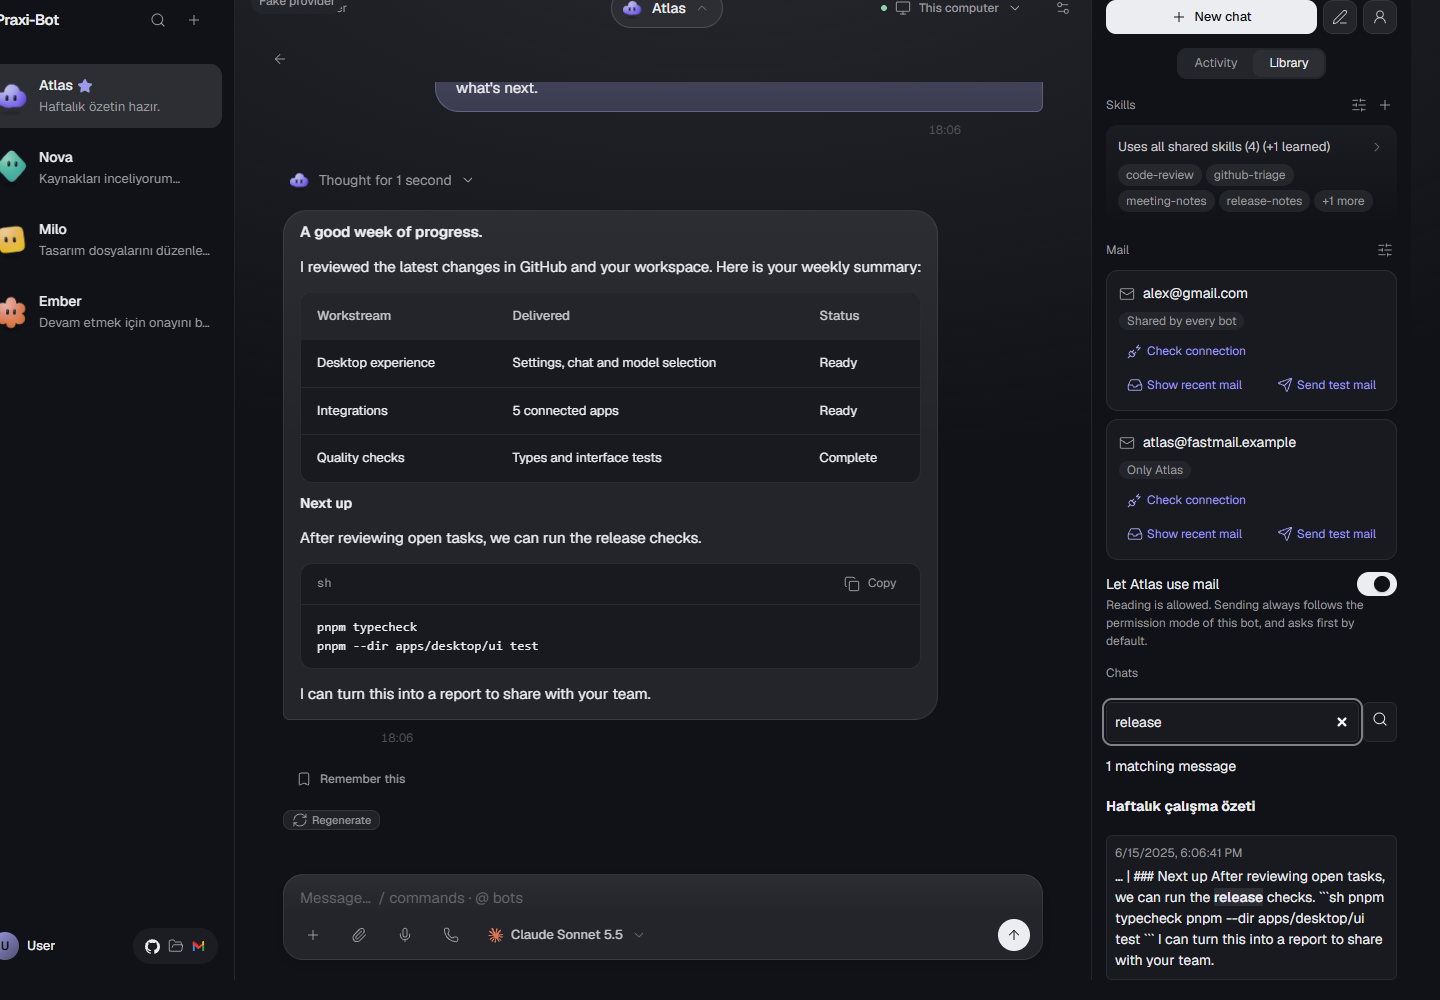 Praxi-Bot
Atlas
Haftalık özetin hazır.
Nova
Kaynakları inceliyorum...
Milo
Tasarım dosyalarını düzenle...
Ember
Devam etmek için onayını b...
U
User
Fake provider
Atlas
This computer
what's next.
18:06
Thought for 1 second
A good week of progress.
I reviewed the latest changes in GitHub and your workspace. Here is your weekly summary:
Workstream Delivered Status
Desktop experience Settings, chat and model selection Ready
Integrations 5 connected apps Ready
Quality checks Types and interface tests Complete
Next up
After reviewing open tasks, we can run the release checks.
sh Copy
pnpm typecheck
pnpm --dir apps/desktop/ui test
I can turn this into a report to share with your team.
18:06
Remember this
Regenerate
Message... / commands · @ bots
Claude Sonnet 5.5
New chat
Activity Library
Skills
Uses all shared skills (4) (+1 learned)
code-review github-triage
meeting-notes release-notes +1 more
Mail
alex@gmail.com
Shared by every bot
Check connection
Show recent mail Send test mail
atlas@fastmail.example
Only Atlas
Check connection
Show recent mail Send test mail
Let Atlas use mail
Reading is allowed. Sending always follows the
permission mode of this bot, and asks first by
default.
Chats
release
1 matching message
Haftalık çalışma özeti
6/15/2025, 6:06:41 PM
... | ### Next up After reviewing open tasks,
we can run the release checks. ```sh pnpm
typecheck pnpm --dir apps/desktop/ui
test ``` I can turn this into a report to share
with your team.